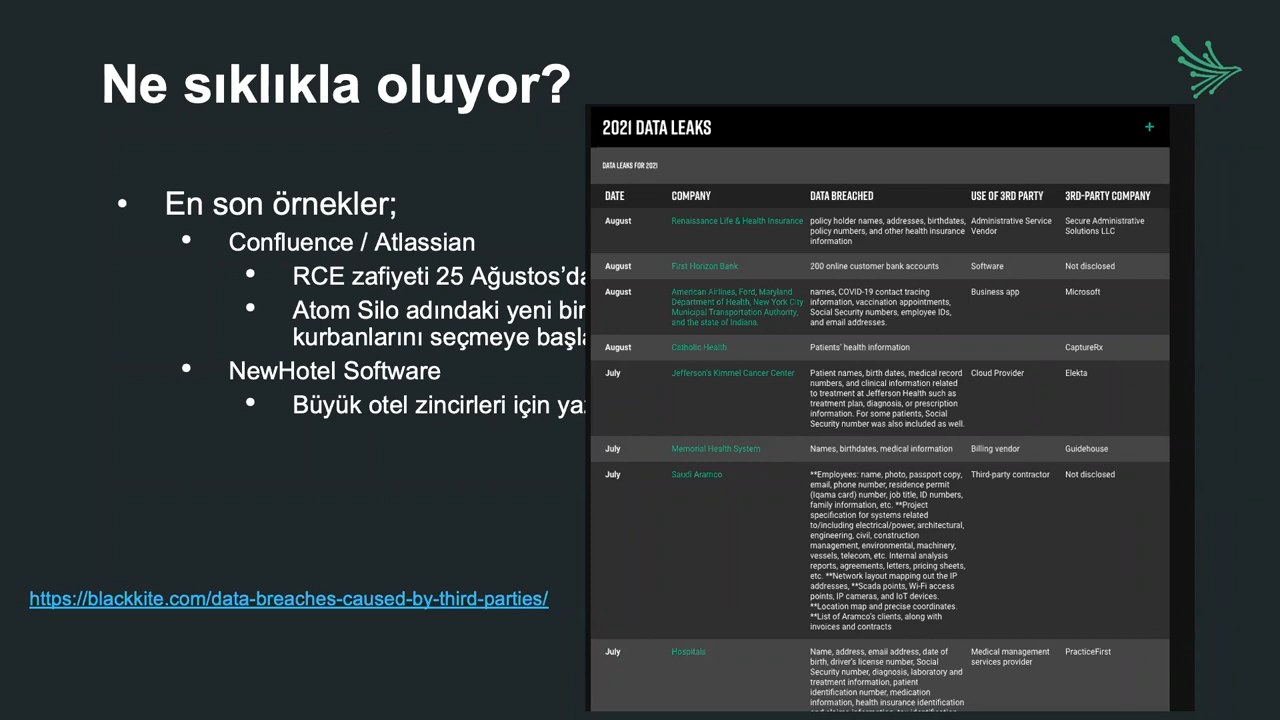 Ne sıklıkla oluyor?
• En son örnekler;
• Confluence / Atlassian
• RCE zafiyeti 25 Ağustos’da
• Atom Silo adındaki yeni bir
kurbanlarını seçmeye başla
• NewHotel Software
• Büyük otel zincirleri için yaz
https://blackkite.com/data-breaches-caused-by-third-parties/
2021 DATA LEAKS +
DATA LEAKS FOR 2021
DATE COMPANY DATA BREACHED USE OF 3RD PARTY 3RD-PARTY COMPANY
August Renaissance Life & Health Insurance policy holder names, addresses, birthdates, Administrative Service Secure Administrative
policy numbers, and other health insurance Vendor Solutions LLC
information
August First Horizon Bank 200 online customer bank accounts Software Not disclosed
August American Airlines, Ford, Maryland names, COVID-19 contact tracing Business app Microsoft
Department of Health, New York City information, vaccination appointments,
Municipal Transportation Authority, Social Security numbers, employee IDs,
and the state of Indiana. and email addresses.
August Catholic Health Patients’ health information CaptureRx
July Jefferson’s Kimmel Cancer Center Patient names, birth dates, medical record Cloud Provider Elekta
numbers, and clinical information related
to treatment at Jefferson Health such as
treatment plan, diagnosis, or prescription
information. For some patients, Social
Security number was also included as well.
July Memorial Health System Names, birthdates, medical information Billing vendor Guidehouse
July Saudi Aramco **Employees: name, photo, passport copy, Third-party contractor Not disclosed
email, phone number, residence permit
(Iqama card) number, job title, ID numbers,
family information, etc. **Project
specification for systems related
to/including electrical/power, architectural,
engineering, civil, construction
management, environmental, machinery,
vessels, telecom, etc. Internal analysis
reports, agreements, letters, pricing sheets,
etc. **Network layout mapping out the IP
addresses, **Scada points, Wi-Fi access
points, IP cameras, and IoT devices.
**Location map and precise coordinates.
**List of Aramco’s clients, along with
invoices and contracts
July Hospitals Name, address, email address, date of Medical management PracticeFirst
birth, driver’s license number, Social services provider
Security number, diagnosis, laboratory and
treatment information, patient
identification number, medication
information, health insurance identification